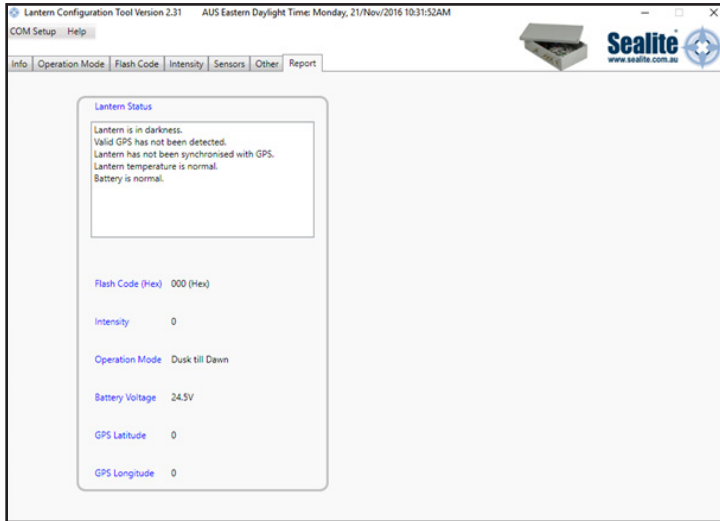 Lantern Configuration Tool Version 2.31 AUS Eastern Daylight Time: Monday, 21/Nov/2016 10:31:52AM
COM Setup Help
Sealite
www.sealite.com.au
Info Operation Mode Flash Code Intensity Sensors Other Report
Lantern Status
Lantern is in darkness.
Valid GPS has not been detected.
Lantern has not been synchronised with GPS.
Lantern temperature is normal.
Battery is normal.
Flash Code (Hex) 000 (Hex)
Intensity 0
Operation Mode Dusk till Dawn
Battery Voltage 24.5V
GPS Latitude 0
GPS Longitude 0